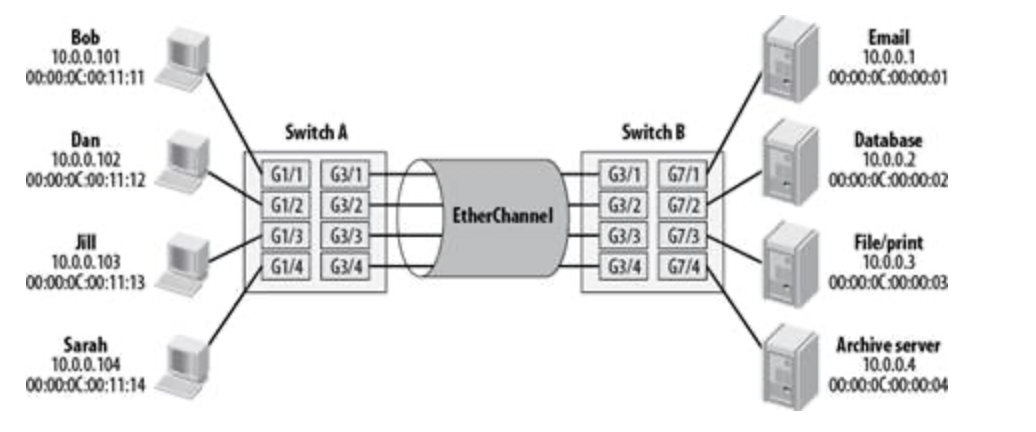 Bob
10.0.0.101
00:00:0C:00:11:11
Dan
10.0.0.102
00:00:0C:00:11:12
Jill
10.0.0.103
00:00:0C:00:11:13
Sarah
10.0.0.104
00:00:0C:00:11:14
Switch A
G1/1 G3/1
G1/2 G3/2
G1/3 G3/3
G1/4 G3/4
EtherChannel
Switch B
G3/1 G7/1
G3/2 G7/2
G3/3 G7/3
G3/4 G7/4
Email
10.0.0.1
00:00:0C:00:00:01
Database
10.0.0.2
00:00:0C:00:00:02
File/print
10.0.0.3
00:00:0C:00:00:03
Archive server
10.0.0.4
00:00:0C:00:00:04